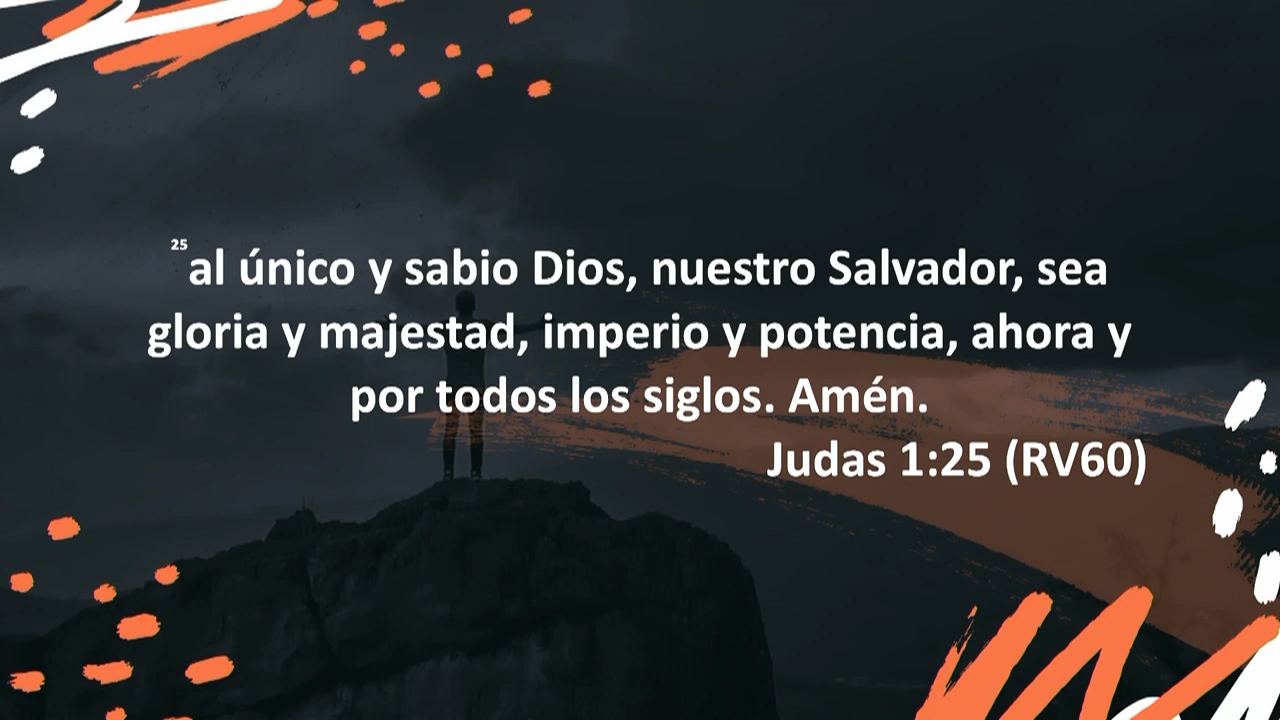 25al único y sabio Dios, nuestro Salvador, sea
gloria y majestad, imperio y potencia, ahora y
por todos los siglos. Amén.
Judas 1:25 (RV60)